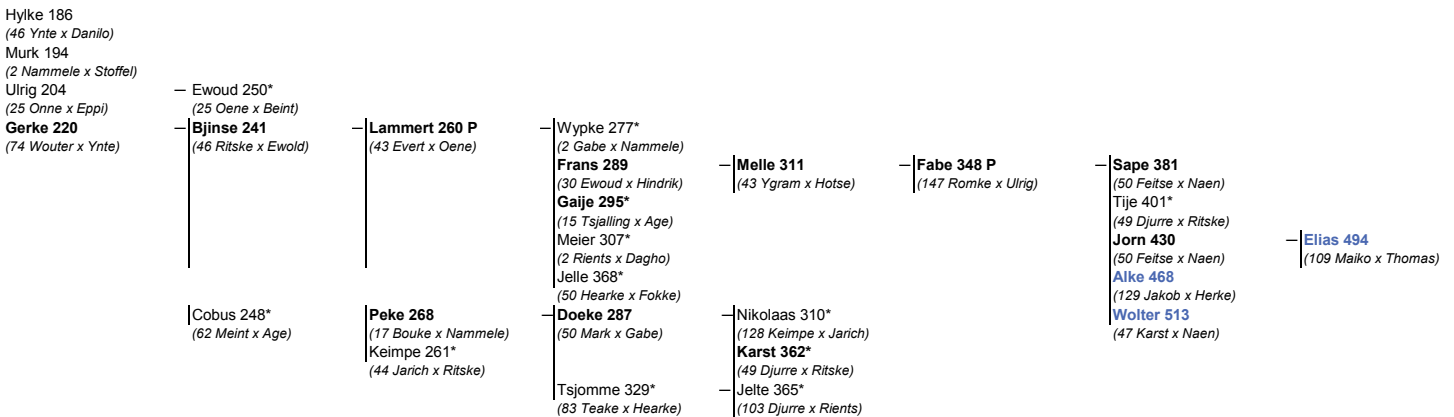 Hylke 186
(46 Ynte x Danilo)
Murk 194
(2 Nammele x Stoffel)
Ulrig 204 – Ewoud 250*
(25 Onne x Eppi) (25 Oene x Beint)
Gerke 220 – Bjinse 241 – Lammert 260 P – Wypke 277*
(74 Wouter x Ynte) (46 Ritske x Ewold) (43 Evert x Oene) (2 Gabe x Nammele)
Frans 289 – Melle 311 – Fabe 348 P – Sape 381
(30 Ewoud x Hindrik) (43 Ygram x Hotse) (147 Romke x Ulrig) (50 Feitse x Naen)
Gaije 295* Tije 401*
(15 Tsjalling x Age) (49 Djurre x Ritske)
Meier 307* Jorn 430 – Elias 494
(2 Rients x Dagho) (50 Feitse x Naen) (109 Maiko x Thomas)
Jelle 368* Alke 468
(50 Hearke x Fokke) (129 Jakob x Herke)
Cobus 248* Peke 268 – Doeke 287 – Nikolaas 310* Wolter 513
(62 Meint x Age) (17 Bouke x Nammele) (50 Mark x Gabe) (128 Keimpe x Jarich) (47 Karst x Naen)
Keimpe 261* Karst 362*
(44 Jarich x Ritske) (49 Djurre x Ritske)
Tsjomme 329* – Jelte 365*
(83 Teake x Hearke) (103 Djurre x Rients)